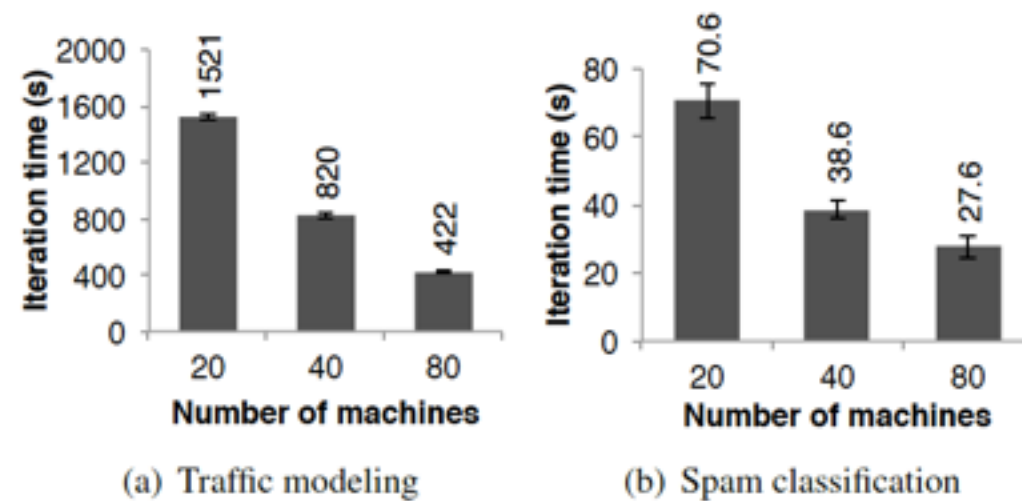 Iteration time (s)
2000
1600
1200
800
400
0
1521
820
422
20 40 80
Number of machines
(a) Traffic modeling
Iteration time (s)
80
60
40
20
0
70.6
38.6
27.6
20 40 80
Number of machines
(b) Spam classification